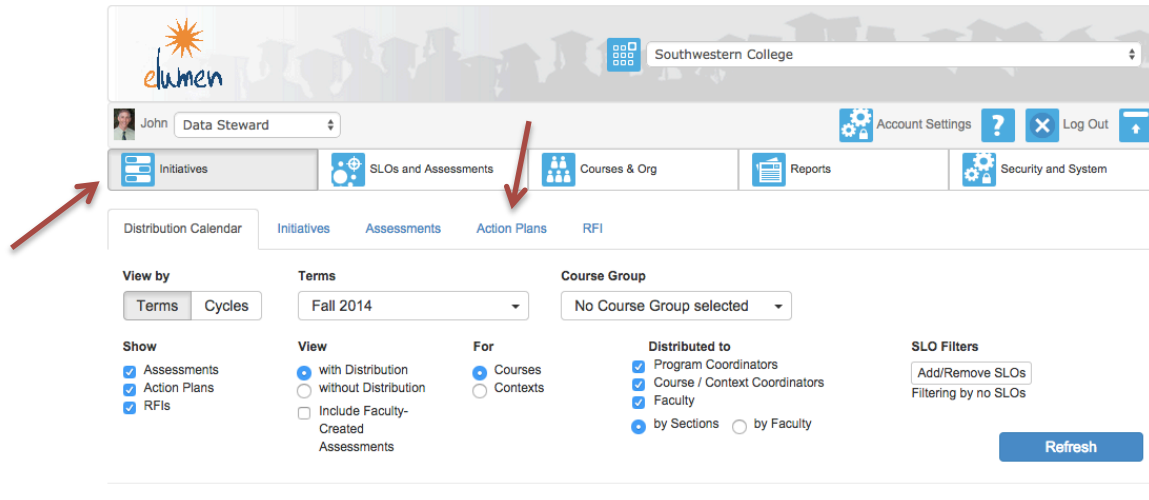 elumen
Southwestern College
John Data Steward Account Settings ? Log Out
Initiatives SLOs and Assessments Courses & Org Reports Security and System
Distribution Calendar Initiatives Assessments Action Plans RFI
View by Terms Course Group
Terms Cycles Fall 2014 No Course Group selected
Show View For Distributed to SLO Filters
Assessments with Distribution Courses Program Coordinators Add/Remove SLOs
Action Plans without Distribution Contexts Course / Context Coordinators Filtering by no SLOs
RFIs Include Faculty- Faculty
Created by Sections by Faculty
Assessments Refresh